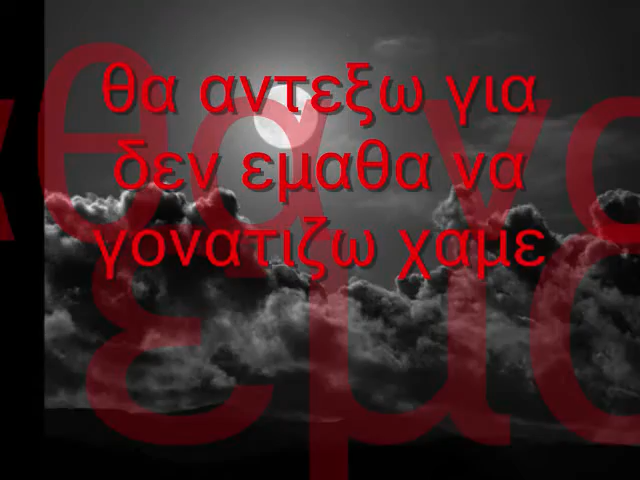 θα αντεξω για
δεν εμαθα να
γονατιζω χαμε